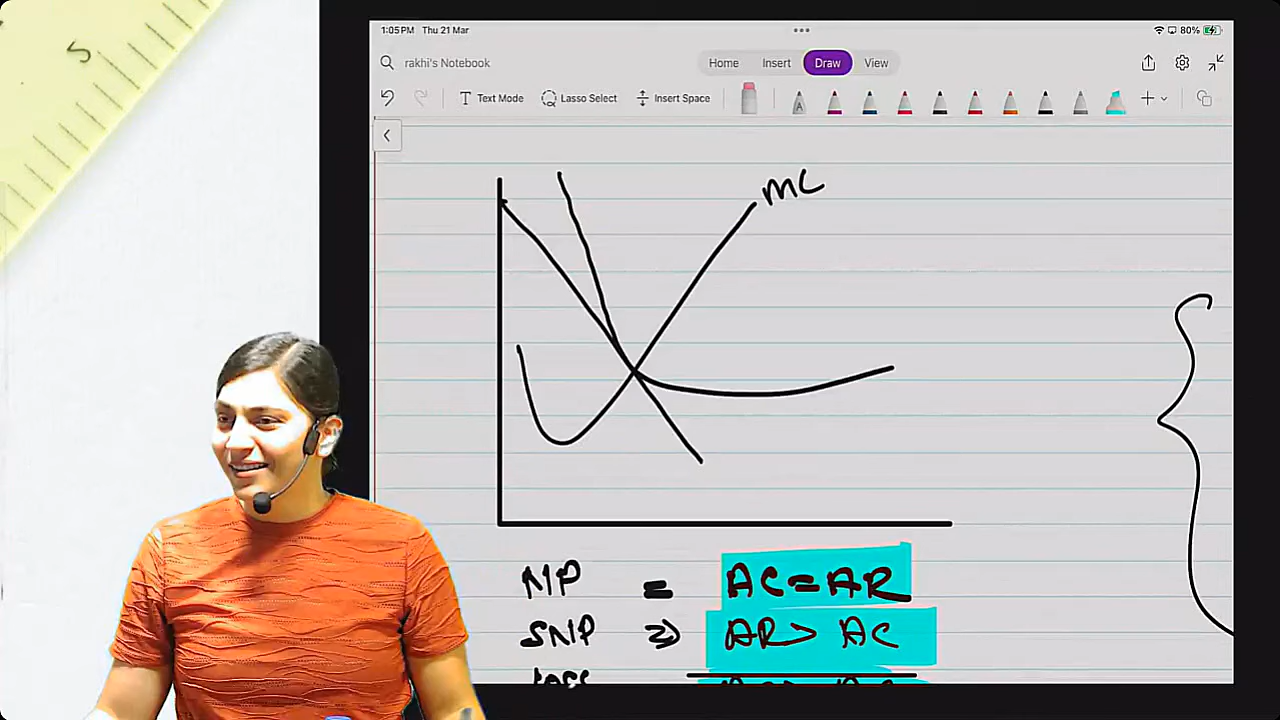 1:05 PM Thu 21 Mar
80%
rakhi's Notebook
Home Insert Draw View
Text Mode Lasso Select Insert Space
A
5
MC
NP = AC=AR
SNP => AR> AC